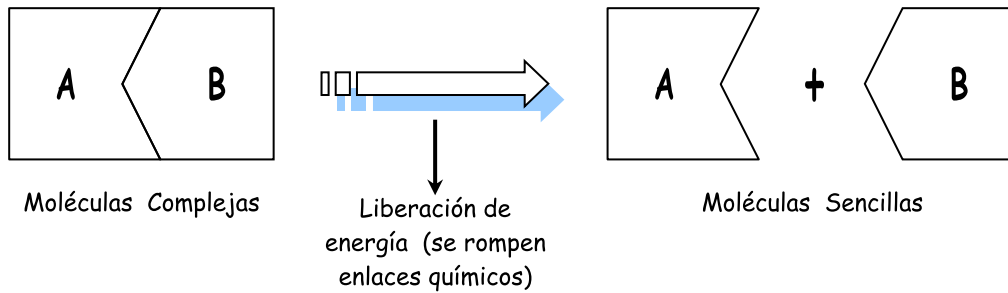 A B
A + B
Moléculas Complejas
Liberación de
energía (se rompen
enlaces químicos)
Moléculas Sencillas